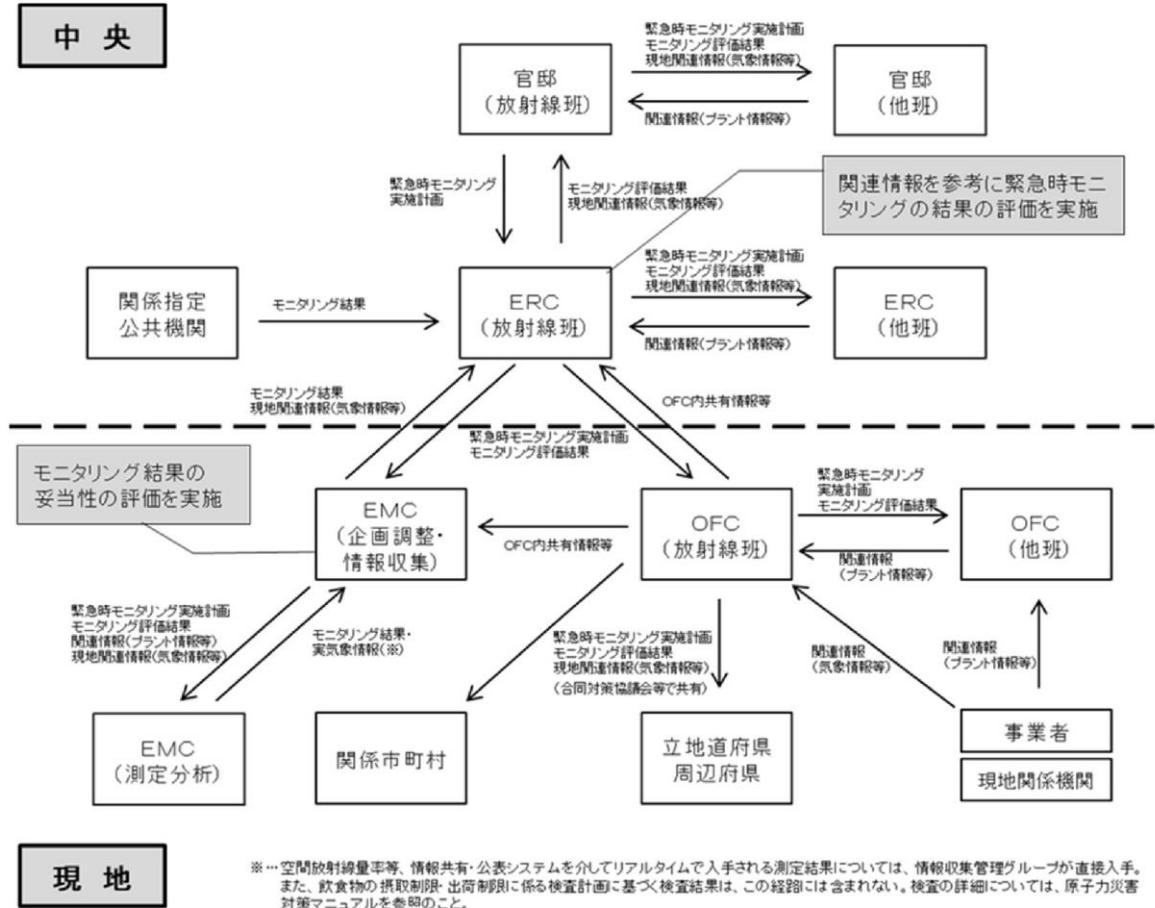 中 央
官邸
(放射線班)
緊急時モニタリング実施計画
モニタリング評価結果
現地関連情報(気象情報等)
関連情報(プラント情報等)
官邸
(他班)
緊急時モニタリング
実施計画
モニタリング評価結果
現地関連情報(気象情報等)
関連情報を参考に緊急時モニ
タリングの結果の評価を実施
関係指定
公共機関
モニタリング結果
ERC
(放射線班)
緊急時モニタリング実施計画
モニタリング評価結果
現地関連情報(気象情報等)
関連情報(プラント情報等)
ERC
(他班)
モニタリング結果
現地関連情報(気象情報等)
OFC内共有情報等
緊急時モニタリング実施計画
モニタリング評価結果
モニタリング結果の
妥当性の評価を実施
EMC
(企画調整・
情報収集)
OFC内共有情報等
OFC
(放射線班)
緊急時モニタリング
実施計画
モニタリング評価結果
関連情報
(プラント情報等)
OFC
(他班)
緊急時モニタリング実施計画
モニタリング評価結果
関連情報(プラント情報等)
現地関連情報(気象情報等)
モニタリング結果・
実気象情報(※)
緊急時モニタリング実施計画
モニタリング評価結果
現地関連情報(気象情報等)
(合同対策協議会等で共有)
関連情報
(気象情報等)
関連情報
(プラント情報等)
EMC
(測定分析)
関係市町村
立地道府県
周辺府県
事業者
現地関係機関
現 地
※…空間放射線量率等、情報共有・公表システムを介してリアルタイムで入手される測定結果については、情報収集管理グループが直接入手。
また、飲食物の摂取制限・出荷制限に係る検査計画に基づく検査結果は、この経路には含まれない。検査の詳細については、原子力災害
対策マニュアルを参照のこと。